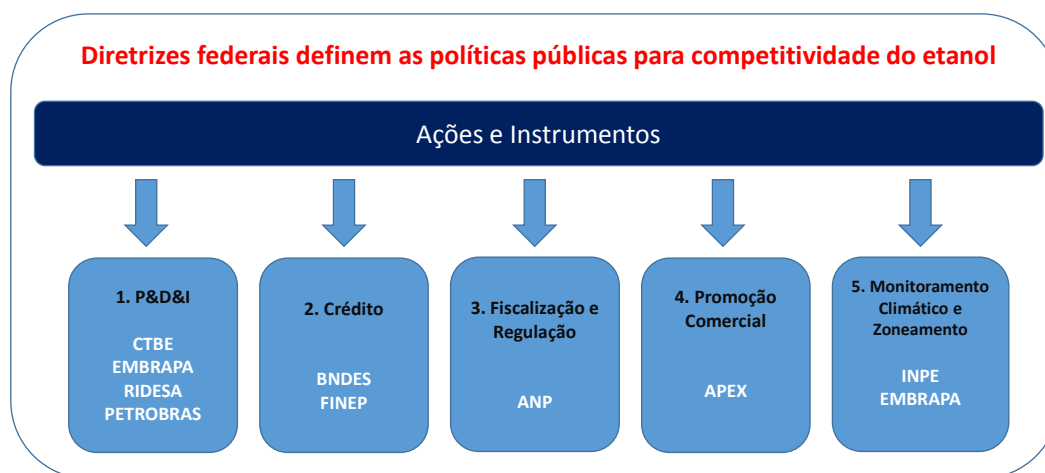 Diretrizes federais definem as políticas públicas para competitividade do etanol
Ações e Instrumentos
1. P&D&I
CTBE
EMBRAPA
RIDESA
PETROBRAS
2. Crédito
BNDES
FINEP
3. Fiscalização e
Regulação
ANP
4. Promoção
Comercial
APEX
5. Monitoramento
Climático e
Zoneamento
INPE
EMBRAPA